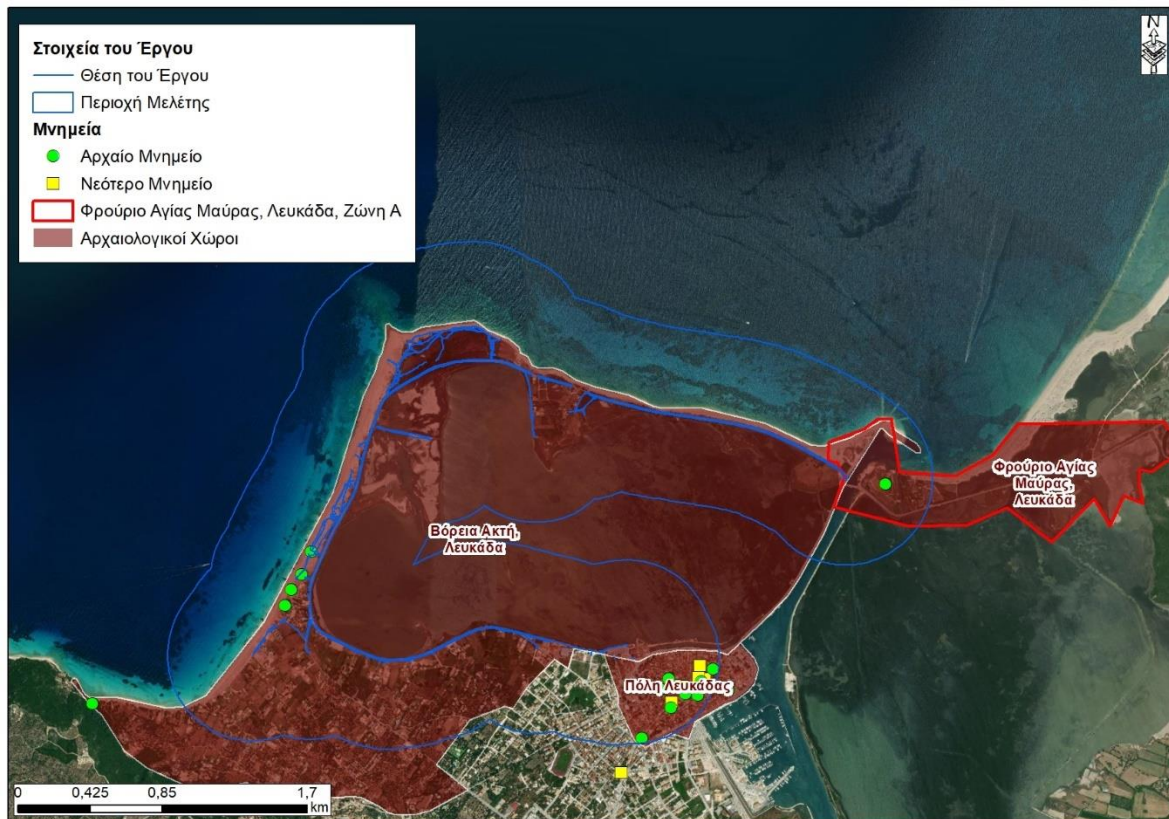 Στοιχεία του Έργου
Θέση του Έργου
Περιοχή Μελέτης
Μνημεία
Αρχαίο Μνημείο
Νεότερο Μνημείο
Φρούριο Αγίας Μαύρας, Λευκάδα, Ζώνη Α
Αρχαιολογικοί Χώροι
N
Φρούριο Αγίας
Μαύρας,
Λευκάδα
Βόρεια Ακτή,
Λευκάδα
Πόλη Λευκάδας
0 0,425 0,85 1,7
km